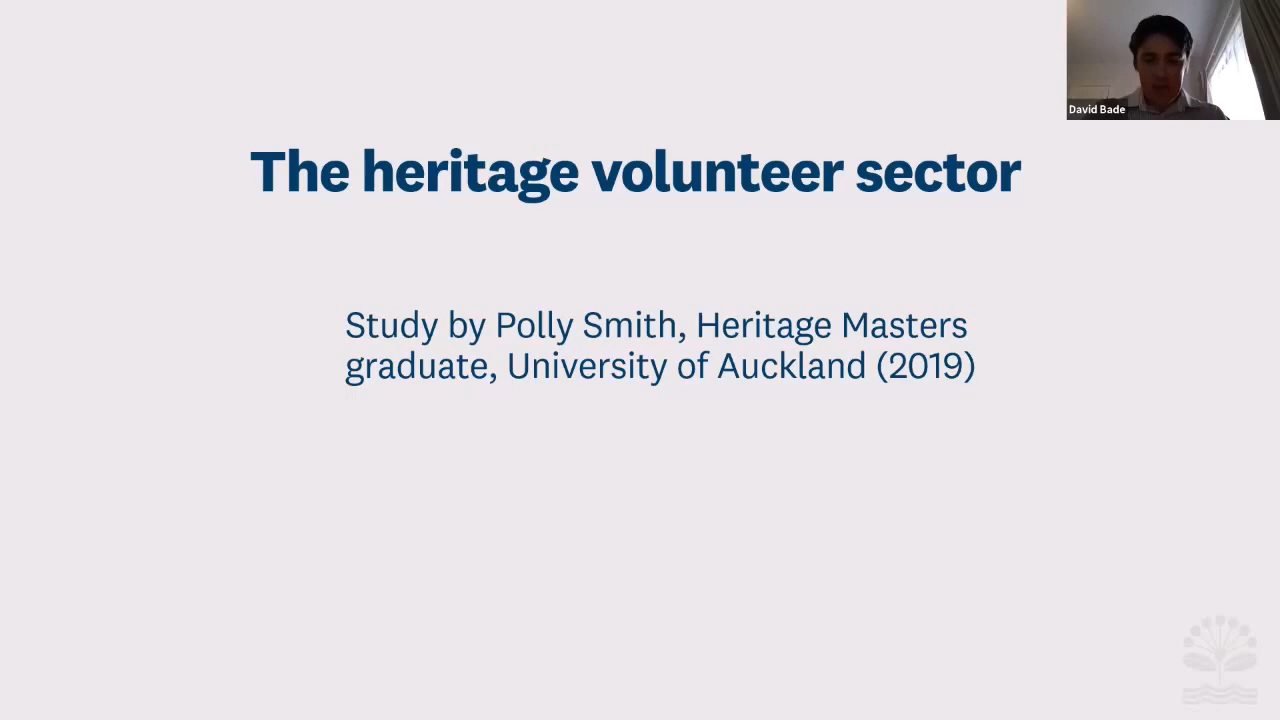 David Bade
The heritage volunteer sector
Study by Polly Smith, Heritage Masters
graduate, University of Auckland (2019)